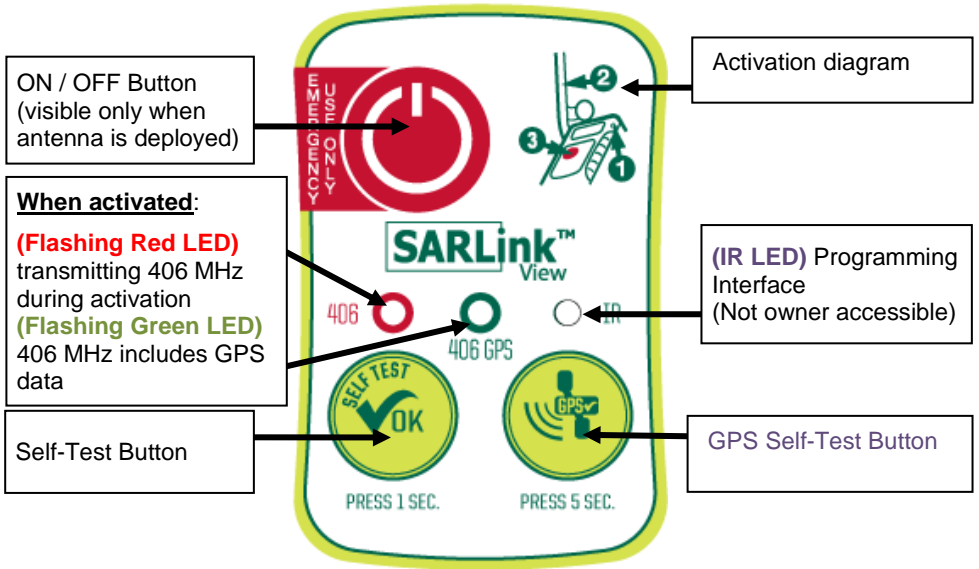 ON / OFF Button
(visible only when
antenna is deployed)
EMERGENCY
USE ONLY
2
3
1
Activation diagram
When activated:
(Flashing Red LED)
transmitting 406 MHz
during activation
(Flashing Green LED)
406 MHz includes GPS
data
SARLink™
View
406
406 GPS
IR
(IR LED) Programming
Interface
(Not owner accessible)
Self-Test Button
SELF TEST
OK
GPS
GPS Self-Test Button
PRESS 1 SEC.
PRESS 5 SEC.